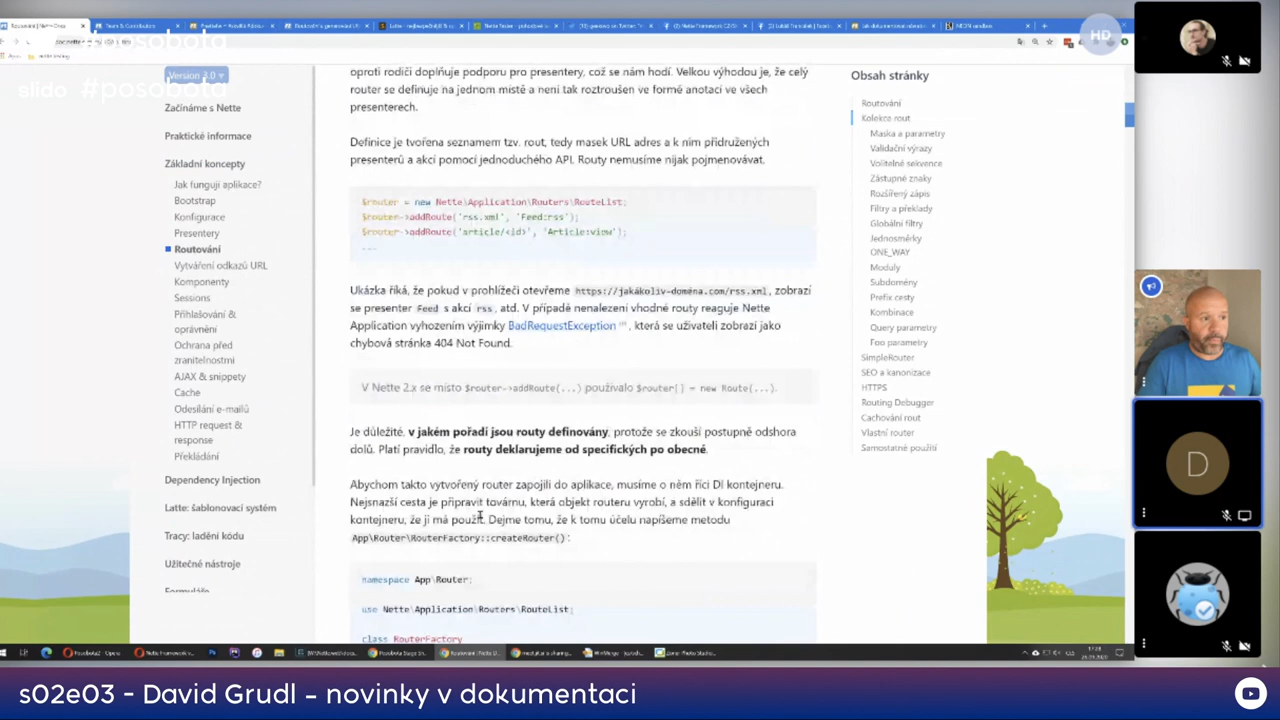 #posobota
slido #posobota
HD
Version 3.0
Začínáme s Nette
Praktické informace
Základní koncepty
Jak fungují aplikace?
Bootstrap
Konfigurace
Presentery
Routování
Vytváření odkazů URL
Komponenty
Sessions
Přihlašování &
oprávnění
Ochrana před
zranitelnostmi
AJAX & snippety
Cache
Odesílání e-mailů
HTTP request &
response
Překládání
Dependency Injection
Latte: šablonovací systém
Tracy: ladění kódu
Užitečné nástroje
Formuláře
oproti rodiči doplňuje podporu pro presentery, což se nám hodí. Velkou výhodou je, že celý
router se definuje na jednom místě a není tak roztroušen ve formě anotací ve všech
presenterech.
Definice je tvořena seznamem tzv. rout, tedy masek URL adres a k nim přidružených
presenterů a akcí pomocí jednoduchého API. Routy nemusíme nijak pojmenovávat.
$router = new Nette\Application\Routers\RouteList;
$router->addRoute('rss.xml', 'Feed:rss');
$router->addRoute('article/<id>', 'Article:view');
...
Ukázka říká, že pokud v prohlížeči otevřeme https://jakákoliv-doména.com/rss.xml, zobrazí
se presenter Feed s akcí rss, atd. V případě nenalezení vhodné routy reaguje Nette
Application vyhozením výjimky BadRequestException, která se uživateli zobrazí jako
chybová stránka 404 Not Found.
V Nette 2.x se místo $router->addRoute(...) používalo $router[] = new Route(...).
Je důležité, v jakém pořadí jsou routy definovány, protože se zkouší postupně odshora
dolů. Platí pravidlo, že routy deklarujeme od specifických po obecné.
Abychom takto vytvořený router zapojili do aplikace, musíme o něm říci DI kontejneru.
Nejsnazší cesta je připravit továrnu, která objekt routeru vyrobí, a sdělit v konfiguraci
kontejneru, že ji má použít. Dejme tomu, že k tomu účelu napíšeme metodu
App\Router\RouterFactory::createRouter():
namespace App\Router;
use Nette\Application\Routers\RouteList;
class RouterFactory
Obsah stránky
Routování
Kolekce rout
Maska a parametry
Validační výrazy
Volitelné sekvence
Zástupné znaky
Rozšířený zápis
Filtry a překlady
Globální filtry
Jednosměrky
ONE_WAY
Moduly
Subdomény
Prefix cesty
Kombinace
Query parametry
Foo parametry
SimpleRouter
SEO a kanonizace
HTTPS
Routing Debugger
Cachování rout
Vlastní router
Samostatné použití
D
s02e03 - David Grudl – novinky v dokumentaci